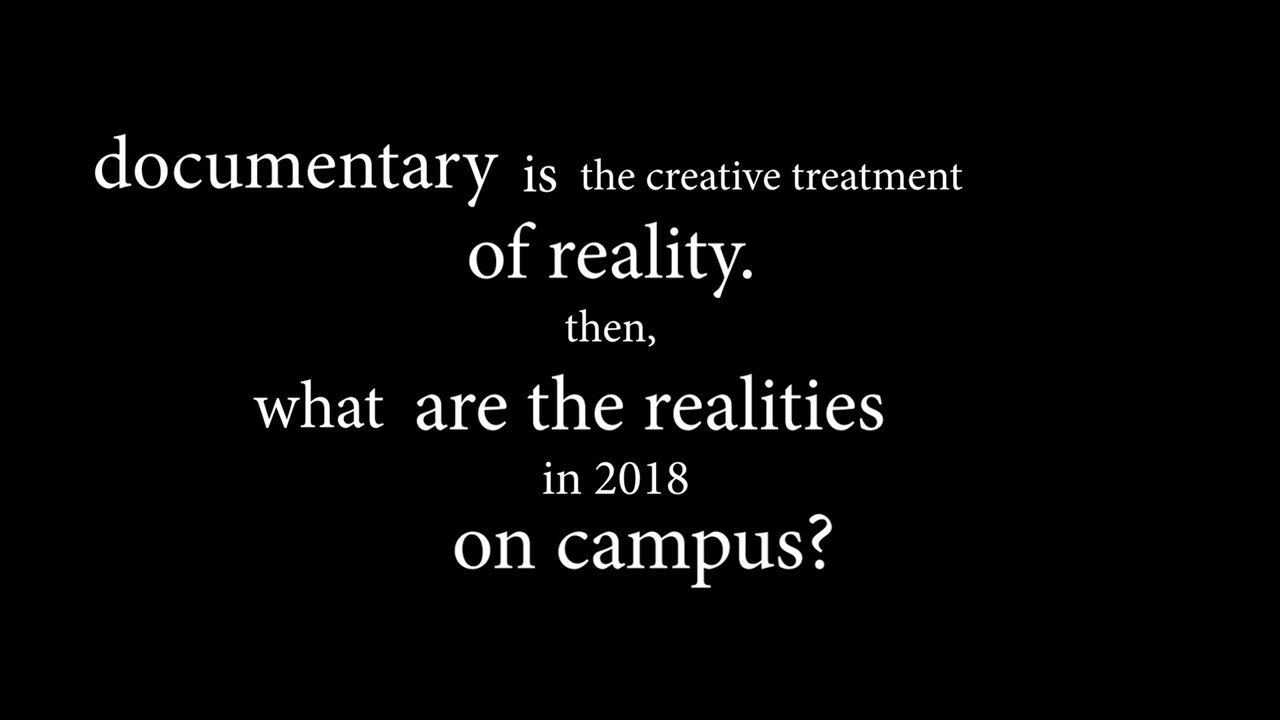 documentary is the creative treatment
of reality.
then,
what are the realities
in 2018
on campus?